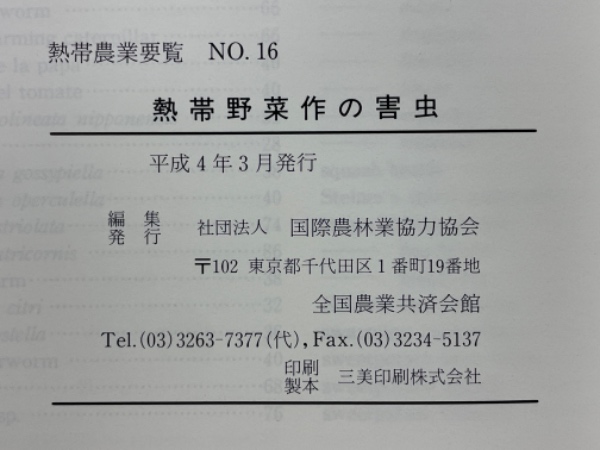 熱帯農業要覧 NO.16
熱帯野菜作の害虫
平成4年3月発行
編集
発行 社団法人 国際農林業協力協会
〒102 東京都千代田区1番町19番地
全国農業共済会館
Tel.(03)3263-7377(代),Fax.(03)3234-5137
印刷
製本 三美印刷株式会社